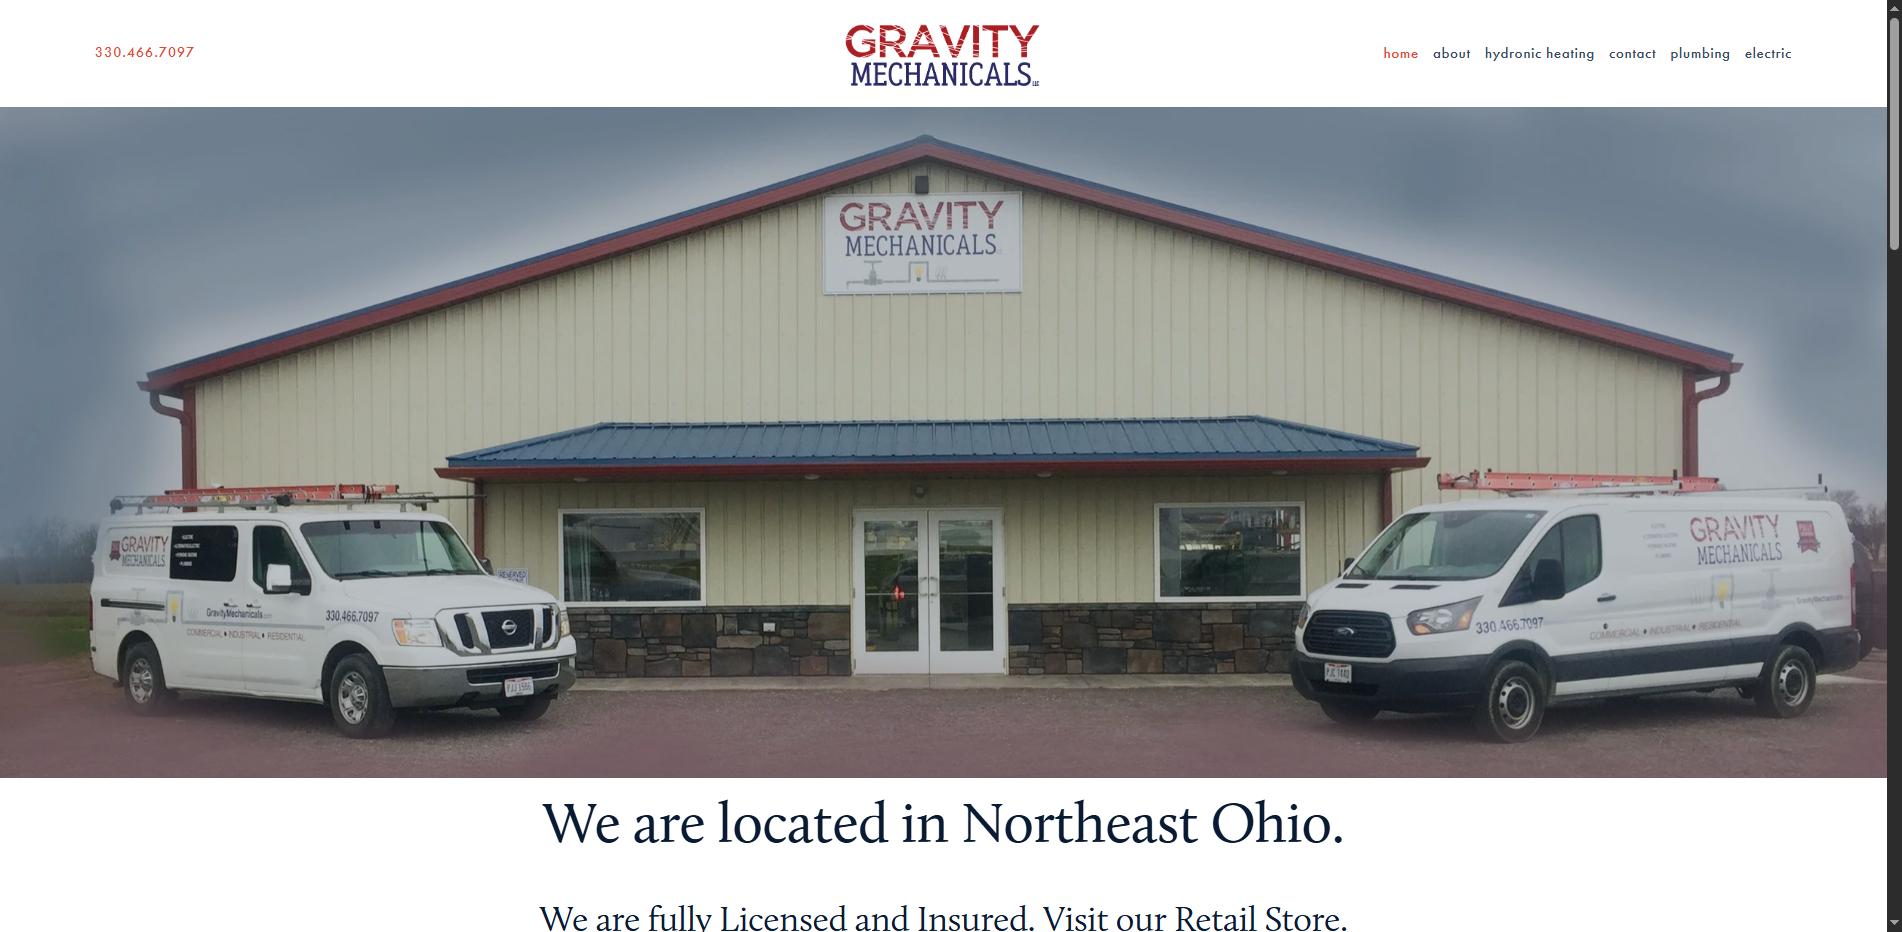 330.466.7097
GRAVITY
MECHANICALS LLC
home about hydronic heating contact plumbing electric
GRAVITY
MECHANICALS
GRAVITY
MECHANICALS
GravityMechanicals.com
330.466.7097
COMMERCIAL • INDUSTRIAL • RESIDENTIAL
RESERVED
GRAVITY
MECHANICALS
330.466.7097
COMMERCIAL • INDUSTRIAL • RESIDENTIAL
GravityMechanicals
We are located in Northeast Ohio.
We are fully Licensed and Insured. Visit our Retail Store.